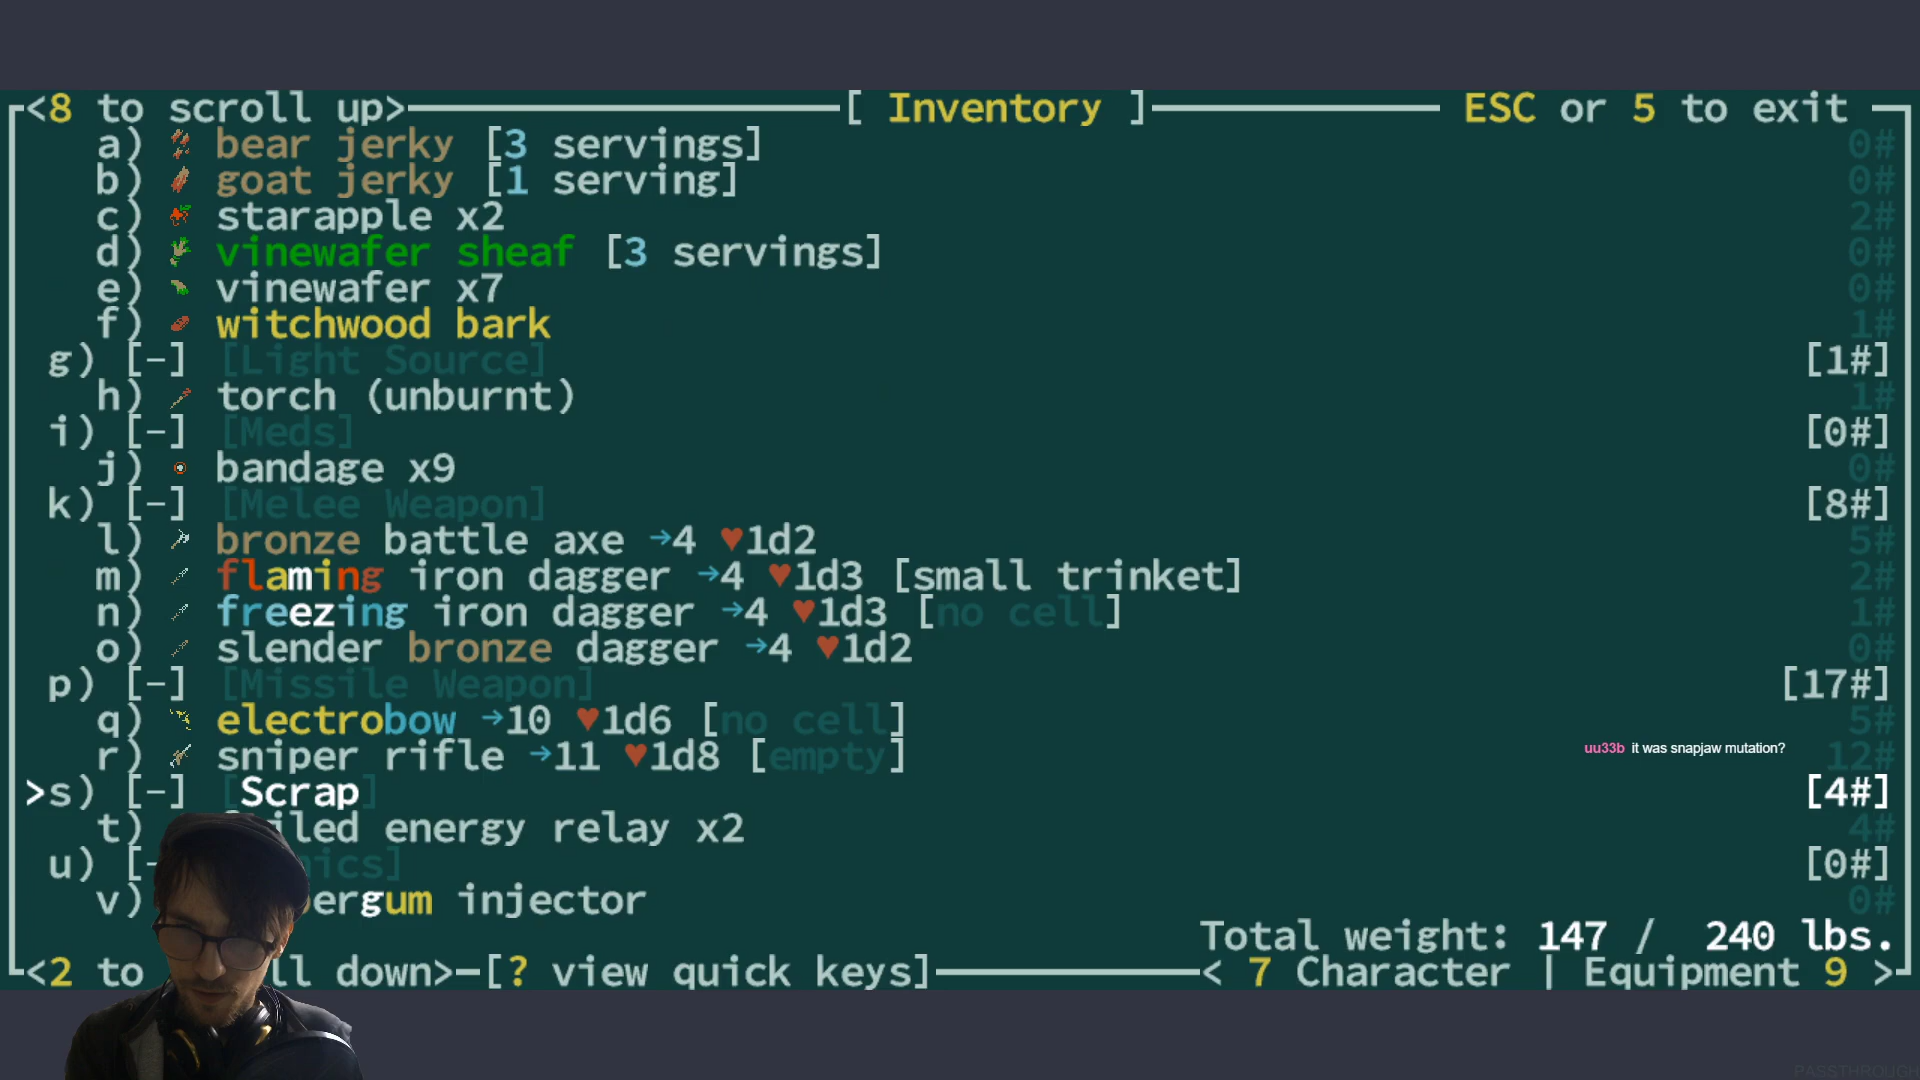 <8 to scroll up> [ Inventory ] ESC or 5 to exit
a) bear jerky [3 servings] 0#
b) goat jerky [1 serving] 0#
c) starapple x2 2#
d) vinewafer sheaf [3 servings] 0#
e) vinewafer x7 0#
f) witchwood bark 1#
g) [-] [Light Source] [1#]
h) torch (unburnt) 1#
i) [-] [Meds] [0#]
j) bandage x9 0#
k) [-] [Melee Weapon] [8#]
l) bronze battle axe →4 ♥1d2 5#
m) flaming iron dagger →4 ♥1d3 [small trinket] 2#
n) freezing iron dagger →4 ♥1d3 [no cell] 1#
o) slender bronze dagger →4 ♥1d2 0#
p) [-] [Missile Weapon] [17#]
q) electrobow →10 ♥1d6 [no cell] 5#
r) sniper rifle →11 ♥1d8 [empty] 12#
uu33b it was snapjaw mutation?
>s) [-] [Scrap] [4#]
t) iled energy relay x2 4#
u) [- nics] [0#]
v) ergum injector 0#
Total weight: 147 / 240 lbs.
<2 to ll down> [? view quick keys] < 7 Character | Equipment 9 >
PASSTHROUGH